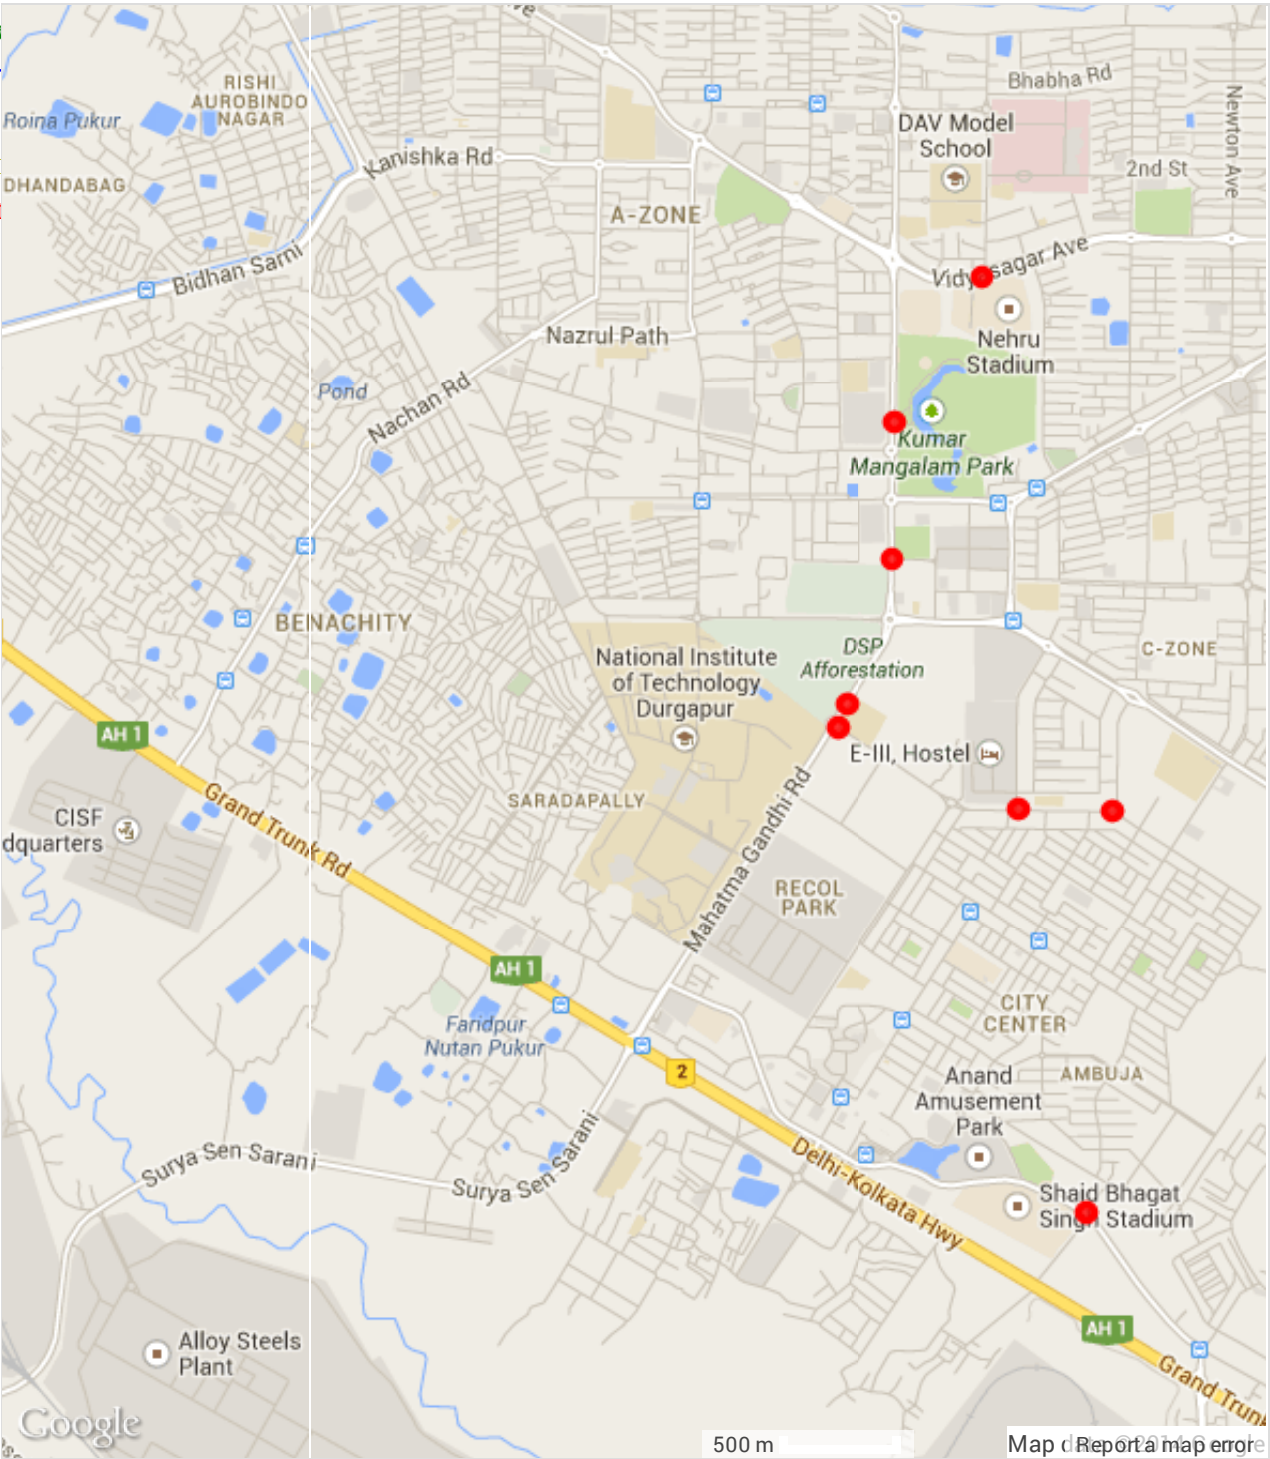 Bhabha Rd
RISHI
AUROBINDO
NAGAR
Roina Pukur
Newton Ave
DAV Model
School
Kanishka Rd
2nd St
DHANDABAG
A-ZONE
Bidhan Sarni
Nazrul Path
Nehru
Stadium
Pond
Nachan Rd
Kumar
Mangalam Park
BENACHITY
National Institute
of Technology
Durgapur
DSP
Afforestation
C-ZONE
AH 1
E-III, Hostel
SARADAPALLY
Grand Trunk Rd
CISF
dquarters
Mahatma Gandhi Rd
RECOL
PARK
AH 1
CITY
CENTER
Faridpur
Nutan Pukur
2
Anand
Amusement
Park
AMBUJA
Surya Sen Sarani
Surya Sen Sarani
Delhi-Kolkata Hwy
Shaid Bhagat
Singh Stadium
AH 1
Alloy Steels
Plant
Grand Trunk
Google
500 m
Map
Report a map error